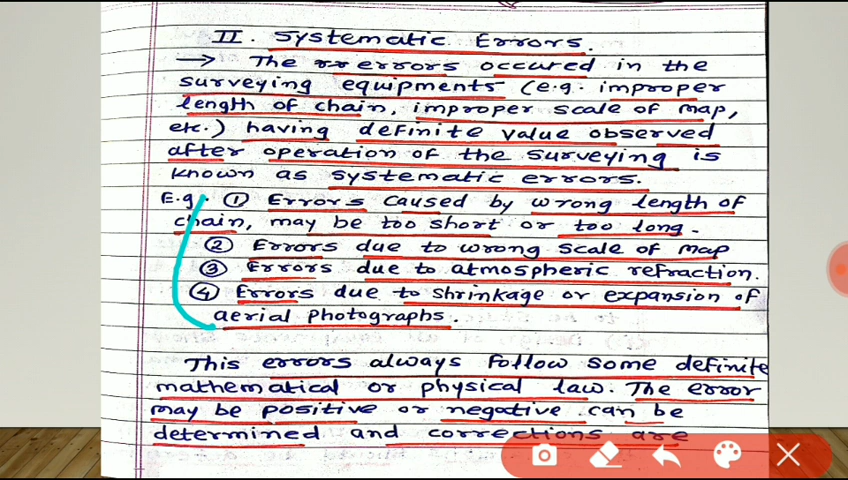 II. Systematic Errors.
→ The errors occured in the
surveying equipments (e.g. improper
length of chain, improper scale of map,
etc.) having definite value observed
after operation of the surveying is
known as systematic errors.
E.g. ① Errors caused by wrong length of
chain, may be too short or too long.
② Errors due to wrong scale of map
③ Errors due to atmospheric refraction.
④ Errors due to shrinkage or expansion of
aerial photographs.
This errors always follow some definite
mathematical or physical law. The error
may be positive or negative can be
determined and corrections are